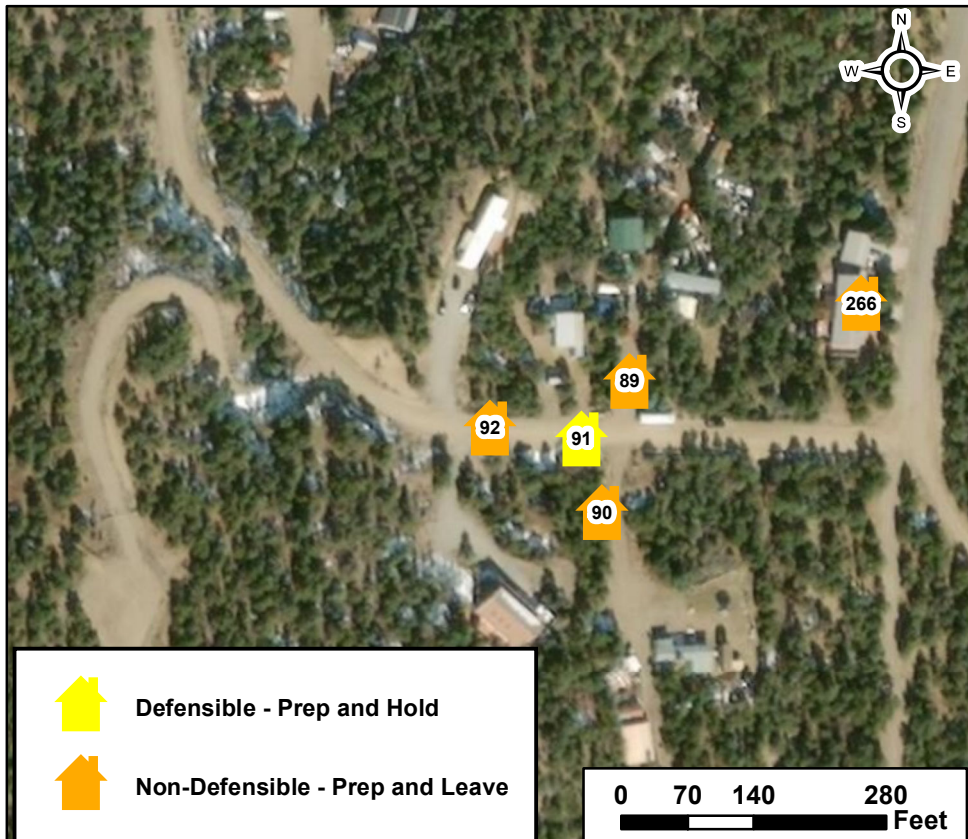 N
W E
S
266
89
92
91
90
Defensible - Prep and Hold
Non-Defensible - Prep and Leave
0 70 140 280
Feet